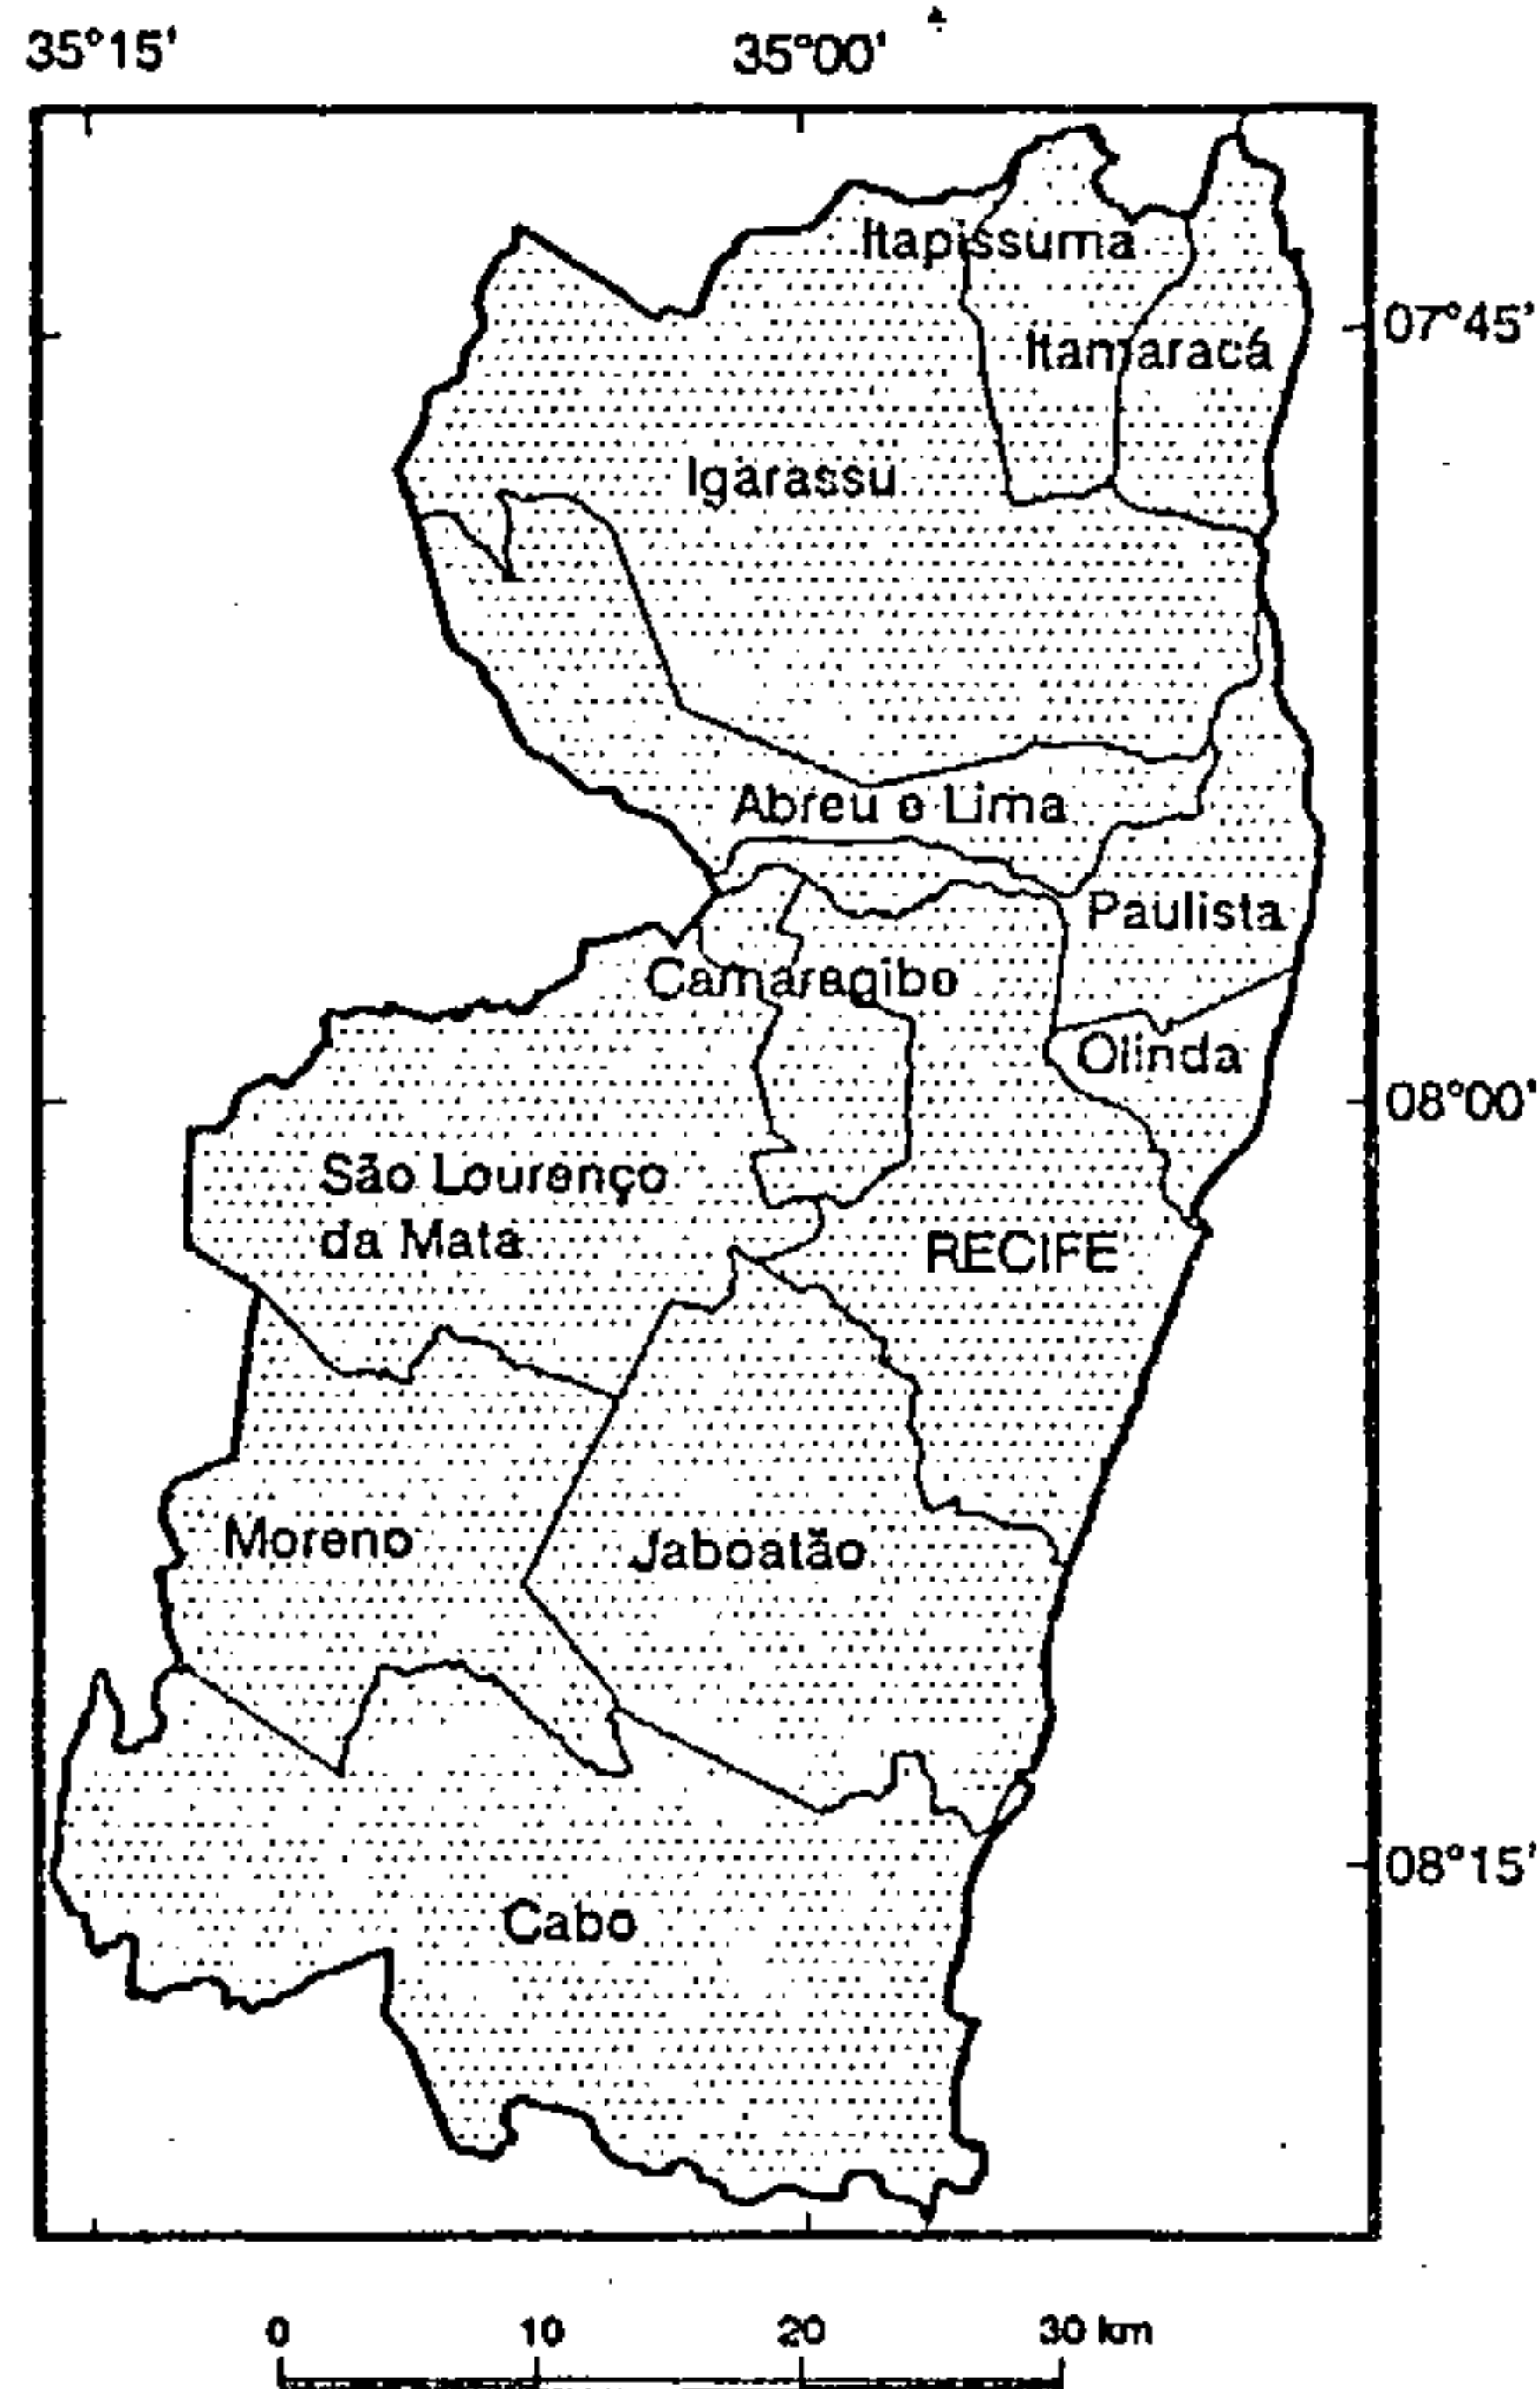 35°15'
35°00'
Itapissuma
07°45'
Itamaracá
Igarassu
Abreu e Lima
Paulista
Camaragibo
Olinda
08°00'
São Lourenço
da Mata
RECIFE
Moreno
Jaboatão
08°15'
Cabo
0 10 20 30 km